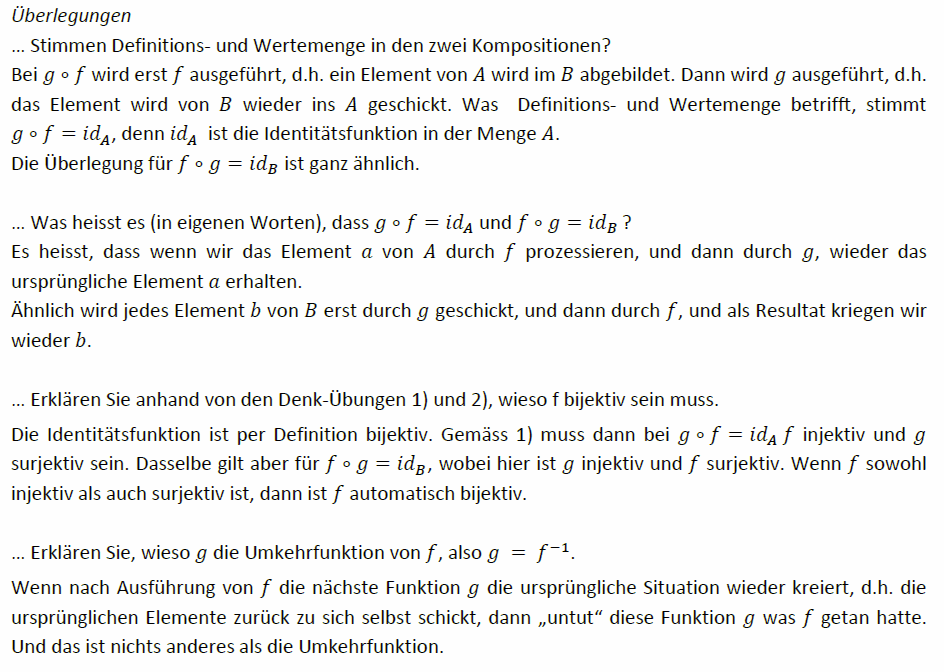 Überlegungen
… Stimmen Definitions- und Wertemenge in den zwei Kompositionen?
Bei g ∘ f wird erst f ausgeführt, d.h. ein Element von A wird im B abgebildet. Dann wird g ausgeführt, d.h.
das Element wird von B wieder ins A geschickt. Was Definitions- und Wertemenge betrifft, stimmt
g ∘ f = id_A, denn id_A ist die Identitätsfunktion in der Menge A.
Die Überlegung für f ∘ g = id_B ist ganz ähnlich.
… Was heisst es (in eigenen Worten), dass g ∘ f = id_A und f ∘ g = id_B ?
Es heisst, dass wenn wir das Element a von A durch f prozessieren, und dann durch g, wieder das
ursprüngliche Element a erhalten.
Ähnlich wird jedes Element b von B erst durch g geschickt, und dann durch f, und als Resultat kriegen wir
wieder b.
… Erklären Sie anhand von den Denk-Übungen 1) und 2), wieso f bijektiv sein muss.
Die Identitätsfunktion ist per Definition bijektiv. Gemäss 1) muss dann bei g ∘ f = id_A f injektiv und g
surjektiv sein. Dasselbe gilt aber für f ∘ g = id_B, wobei hier ist g injektiv und f surjektiv. Wenn f sowohl
injektiv als auch surjektiv ist, dann ist f automatisch bijektiv.
… Erklären Sie, wieso g die Umkehrfunktion von f, also g = f⁻¹.
Wenn nach Ausführung von f die nächste Funktion g die ursprüngliche Situation wieder kreiert, d.h. die
ursprünglichen Elemente zurück zu sich selbst schickt, dann „untut“ diese Funktion g was f getan hatte.
Und das ist nichts anderes als die Umkehrfunktion.